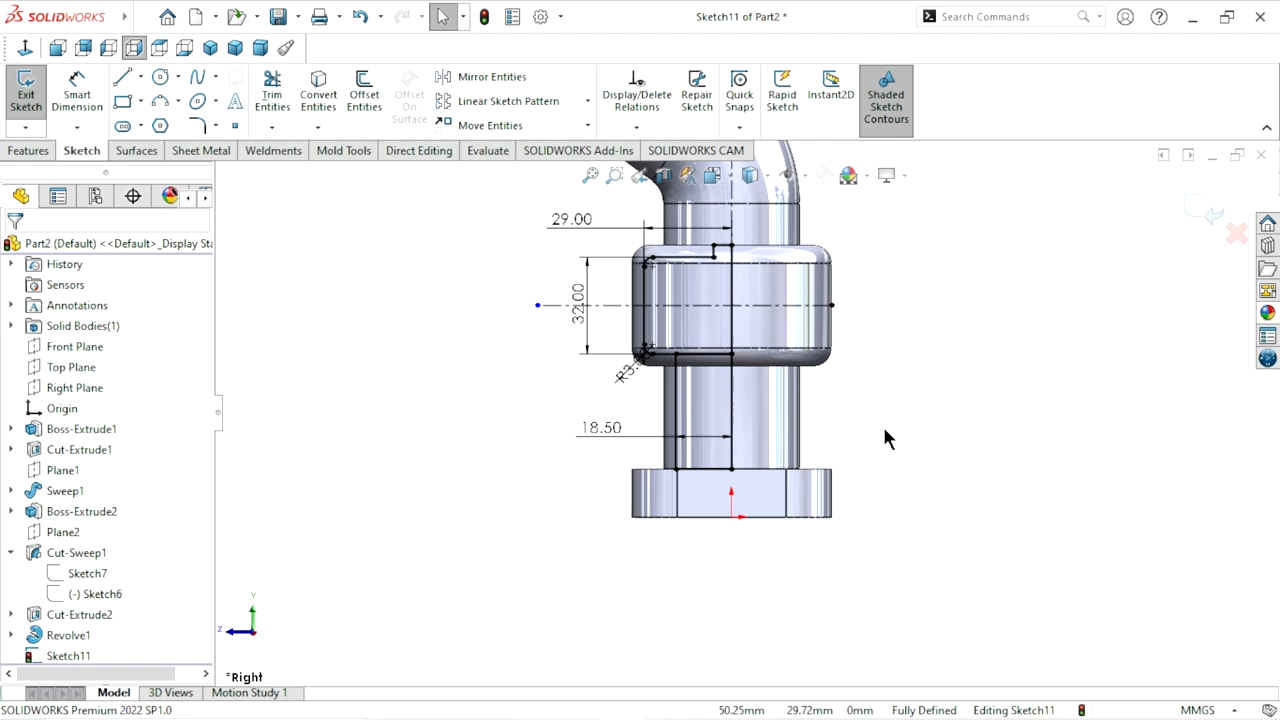 SOLIDWORKS
Sketch11 of Part2 *
Search Commands
Exit Sketch
Smart Dimension
Trim Entities
Convert Entities
Offset Entities
Offset On Surface
Mirror Entities
Linear Sketch Pattern
Move Entities
Display/Delete Relations
Repair Sketch
Quick Snaps
Rapid Sketch
Instant2D
Shaded Sketch Contours
Features
Sketch
Surfaces
Sheet Metal
Weldments
Mold Tools
Direct Editing
Evaluate
SOLIDWORKS Add-Ins
SOLIDWORKS CAM
Part2 (Default) <<Default>_Display Sta
History
Sensors
Annotations
Solid Bodies(1)
Front Plane
Top Plane
Right Plane
Origin
Boss-Extrude1
Cut-Extrude1
Plane1
Sweep1
Boss-Extrude2
Plane2
Cut-Sweep1
Sketch7
(-) Sketch6
Cut-Extrude2
Revolve1
Sketch11
29.00
32.00
18.50
Y
Z
*Right
Model
3D Views
Motion Study 1
SOLIDWORKS Premium 2022 SP1.0
50.25mm
29.72mm
0mm
Fully Defined
Editing Sketch11
MMGS